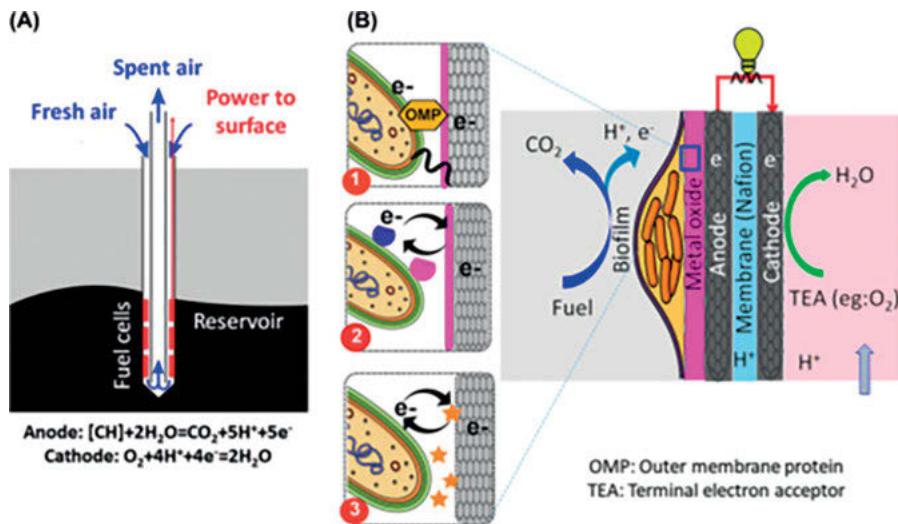 (A)
Spent air
Fresh air
Power to
surface
Fuel cells
Reservoir
Anode: [CH]+2H₂O=CO₂+5H⁺+5e⁻
Cathode: O₂+4H⁺+4e⁻=2H₂O
(B)
e-
OMP
e-
1
e-
e-
2
e-
e-
3
CO₂
H⁺, e⁻
Fuel
Biofilm
Metal oxide
e
Anode
Membrane (Nafion)
H⁺
e
Cathode
H₂O
TEA (eg:O₂)
H⁺
OMP: Outer membrane protein
TEA: Terminal electron acceptor